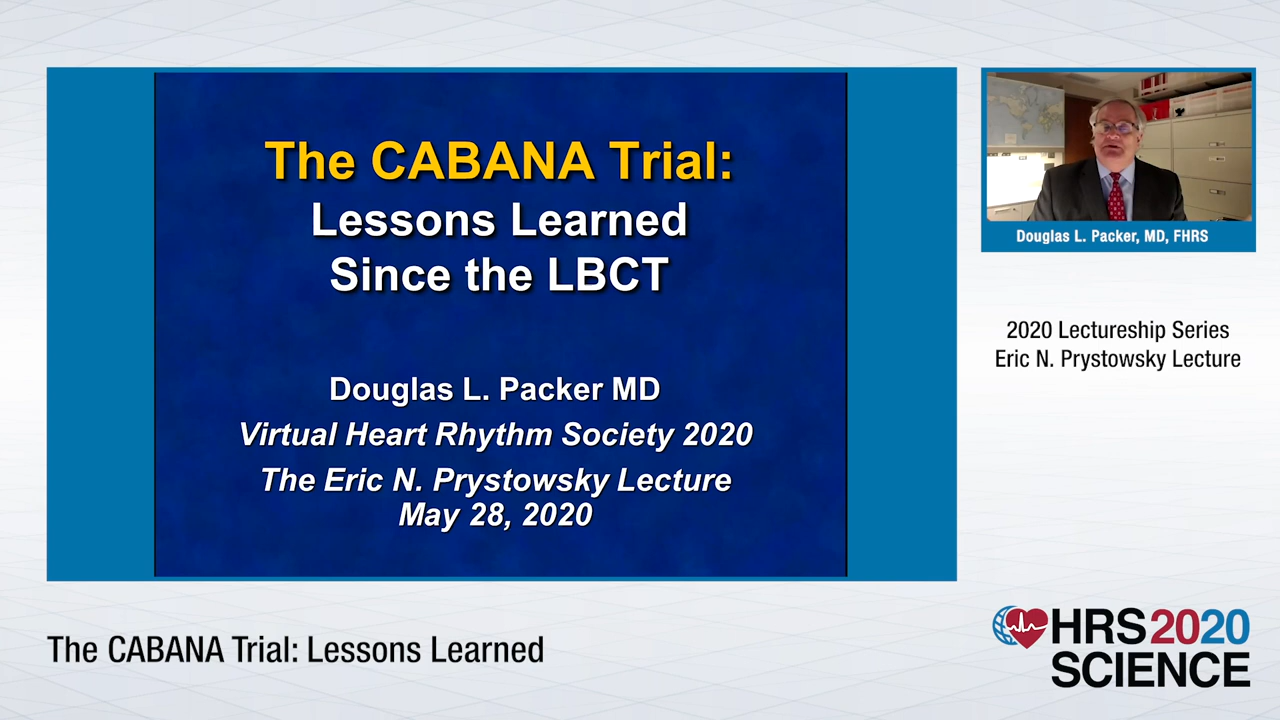 The CABANA Trial:
Lessons Learned
Since the LBCT
Douglas L. Packer MD
Virtual Heart Rhythm Society 2020
The Eric N. Prystowsky Lecture
May 28, 2020
Douglas L. Packer, MD, FHRS
2020 Lectureship Series
Eric N. Prystowsky Lecture
The CABANA Trial: Lessons Learned
HRS2020
SCIENCE